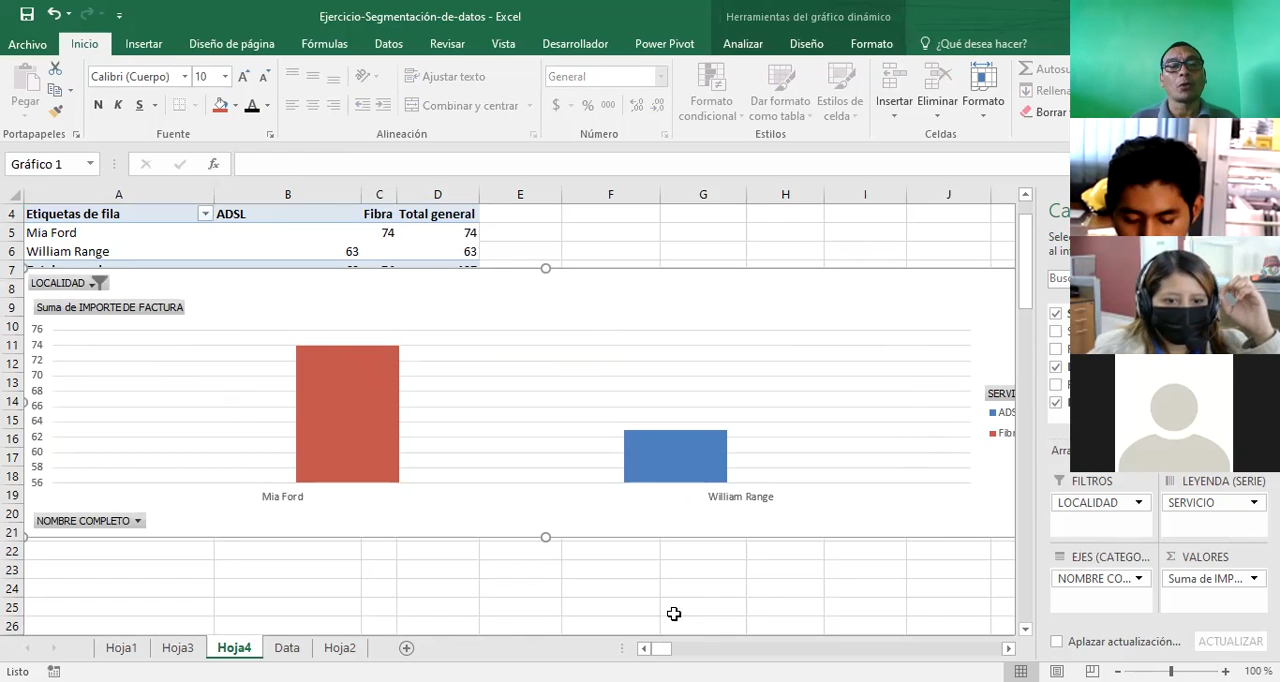 Ejercicio-Segmentación-de-datos - Excel
Herramientas del gráfico dinámico
Archivo Inicio Insertar Diseño de página Fórmulas Datos Revisar Vista Desarrollador Power Pivot Analizar Diseño Formato ¿Qué desea hacer?
Pegar
Calibri (Cuerpo) 10
N K S
Ajustar texto
Combinar y centrar
General
$ % 000
Formato condicional
Dar formato como tabla
Estilos de celda
Insertar Eliminar Formato
Autosu
Rellena
Borrar
Portapapeles Fuente Alineación Número Estilos Celdas
Gráfico 1 fx
A B C D E F G H I J
4 Etiquetas de fila ADSL Fibra Total general
5 Mia Ford 74 74
6 William Range 63 63
7
8 LOCALIDAD
9 Suma de IMPORTE DE FACTURA
10
11
12
13
14
15
16
17
18
19
20
21
22
23
24
25
26
76
74
72
70
68
66
64
62
60
58
56
Mia Ford William Range
NOMBRE COMPLETO
SERVI
ADS
Fibr
Ca
Sele
al in
Busc
Arra
FILTROS LEYENDA (SERIE)
LOCALIDAD SERVICIO
EJES (CATEGO... Σ VALORES
NOMBRE CO... Suma de IMP...
Aplazar actualización... ACTUALIZAR
Hoja1 Hoja3 Hoja4 Data Hoja2
Listo 100 %